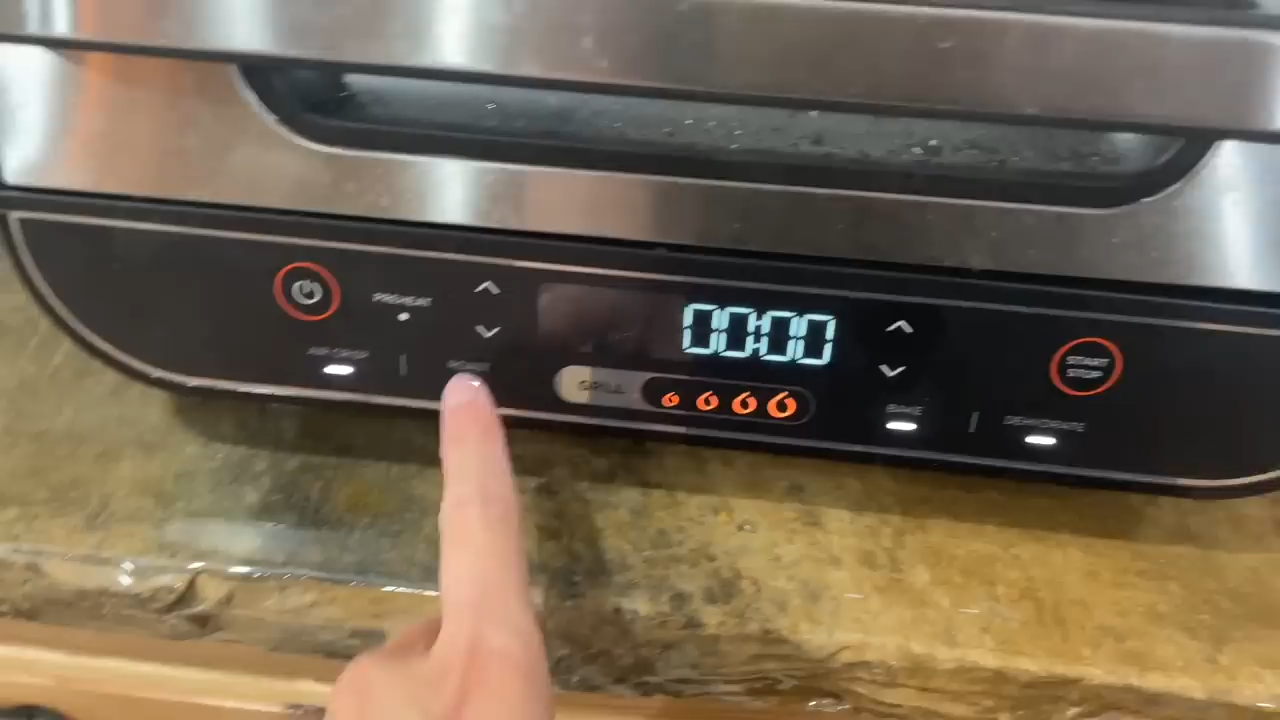 PREHEAT
AIR CRISP
ROAST
GRILL
00:00
BAKE
DEHYDRATE
START
STOP